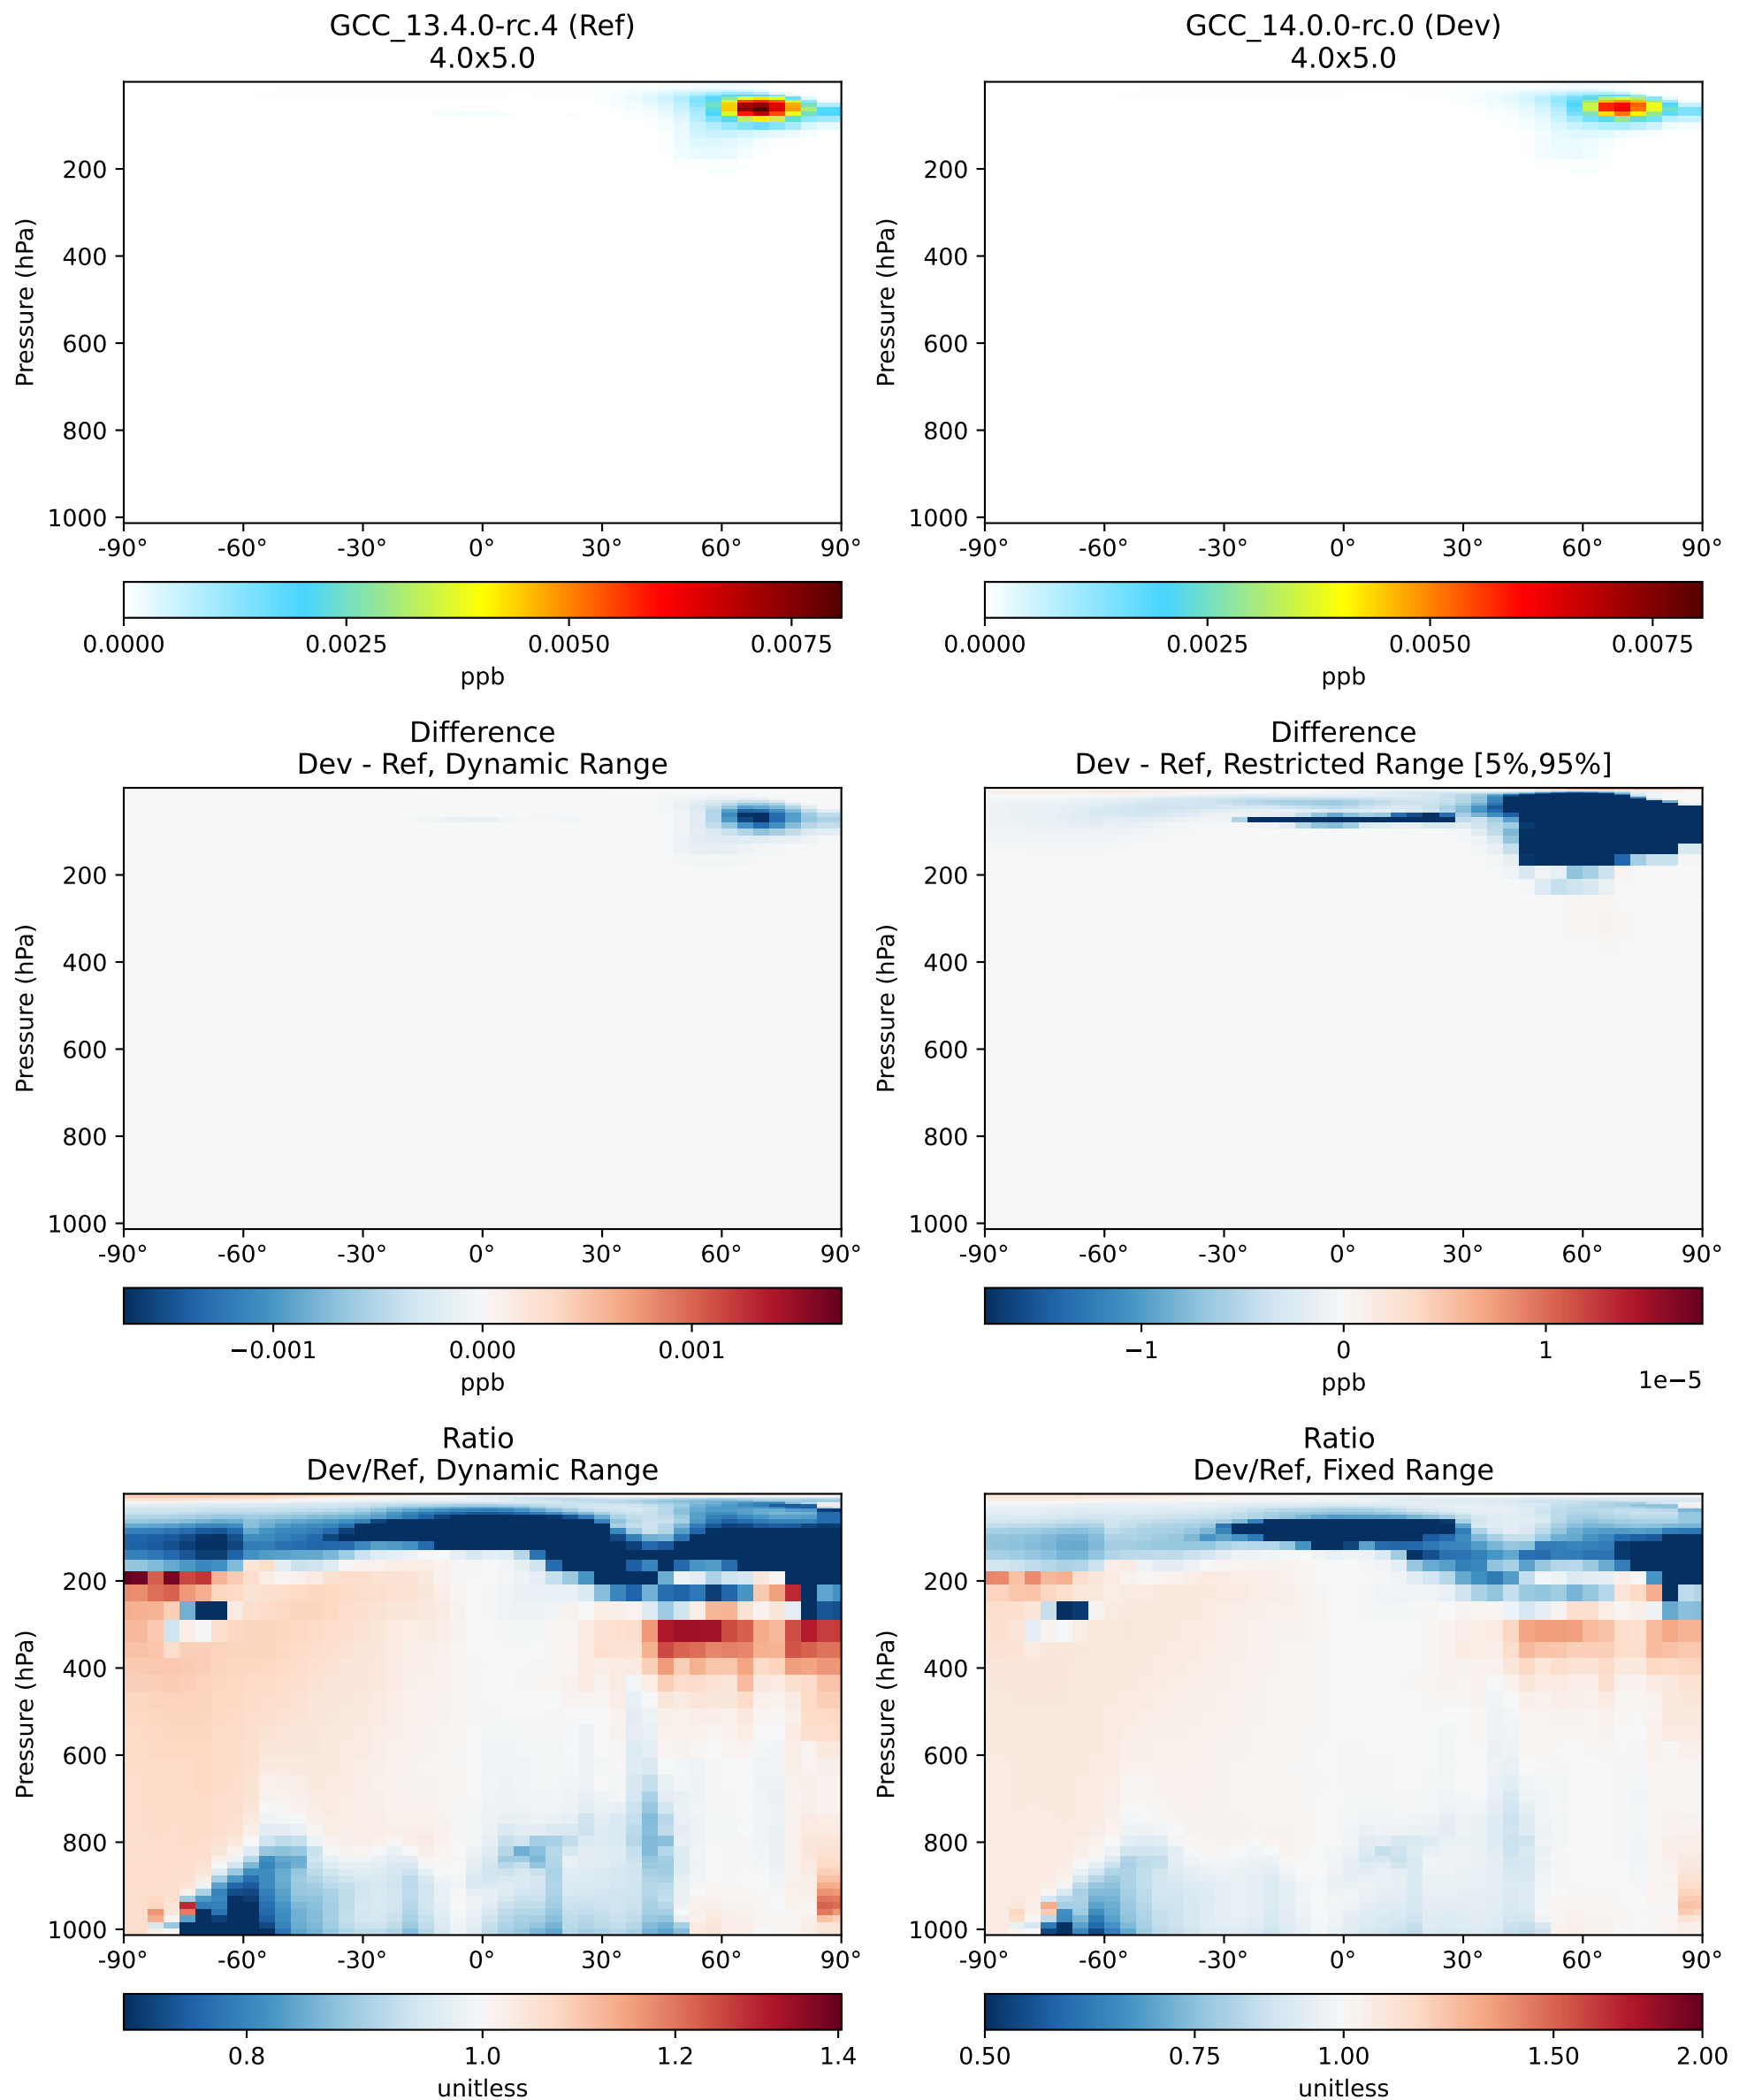 GCC_13.4.0-rc.4 (Ref)
4.0x5.0
Pressure (hPa)
200
400
600
800
1000
-90° -60° -30° 0° 30° 60° 90°
0.0000 0.0025 0.0050 0.0075
ppb
GCC_14.0.0-rc.0 (Dev)
4.0x5.0
Pressure (hPa)
200
400
600
800
1000
-90° -60° -30° 0° 30° 60° 90°
0.0000 0.0025 0.0050 0.0075
ppb
Difference
Dev - Ref, Dynamic Range
Pressure (hPa)
200
400
600
800
1000
-90° -60° -30° 0° 30° 60° 90°
−0.001 0.000 0.001
ppb
Difference
Dev - Ref, Restricted Range [5%,95%]
Pressure (hPa)
200
400
600
800
1000
-90° -60° -30° 0° 30° 60° 90°
−1 0 1
ppb
1e−5
Ratio
Dev/Ref, Dynamic Range
Pressure (hPa)
200
400
600
800
1000
-90° -60° -30° 0° 30° 60° 90°
0.8 1.0 1.2 1.4
unitless
Ratio
Dev/Ref, Fixed Range
Pressure (hPa)
200
400
600
800
1000
-90° -60° -30° 0° 30° 60° 90°
0.50 0.75 1.00 1.50 2.00
unitless